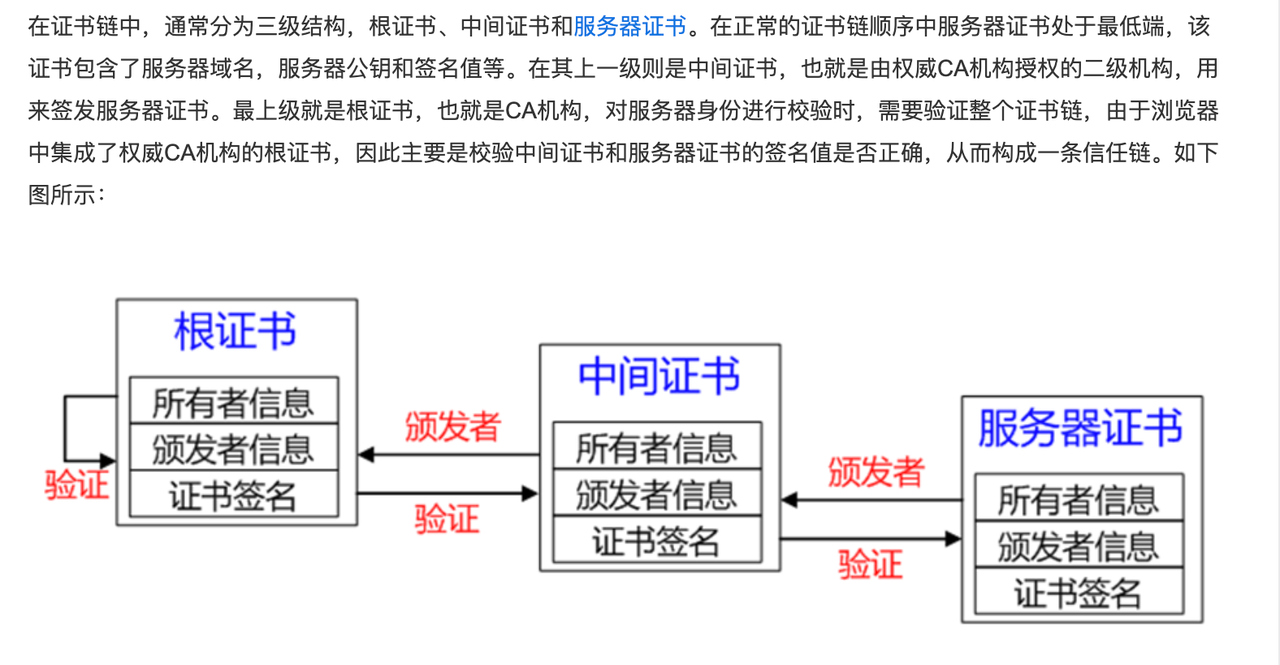 在证书链中，通常分为三级结构，根证书、中间证书和服务器证书。在正常的证书链顺序中服务器证书处于最低端，该
证书包含了服务器域名，服务器公钥和签名值等。在其上一级则是中间证书，也就是由权威CA机构授权的二级机构，用
来签发服务器证书。最上级就是根证书，也就是CA机构，对服务器身份进行校验时，需要验证整个证书链，由于浏览器
中集成了权威CA机构的根证书，因此主要是校验中间证书和服务器证书的签名值是否正确，从而构成一条信任链。如下
图所示：
根证书
所有者信息
颁发者信息
证书签名
验证
颁发者
验证
中间证书
所有者信息
颁发者信息
证书签名
颁发者
验证
服务器证书
所有者信息
颁发者信息
证书签名